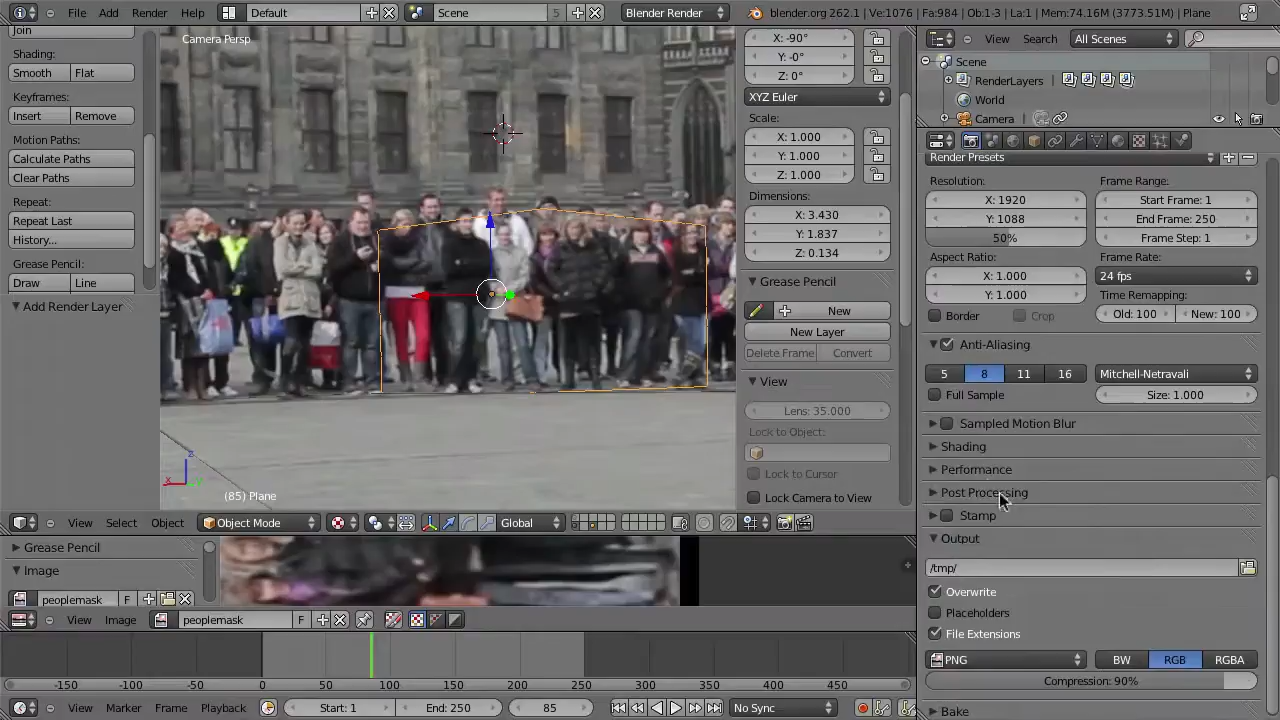 File Add Render Help Default Scene 5 Blender Render blender.org 262.1 | Ve:1076 | Fa:984 | Ob:1-3 | La:1 | Mem:74.16M (3773.51M) | Plane
Join
Shading:
Smooth Flat
Keyframes:
Insert Remove
Motion Paths:
Calculate Paths
Clear Paths
Repeat:
Repeat Last
History...
Grease Pencil:
Draw Line
Add Render Layer
Camera Persp
(85) Plane
X: -90°
Y: -0°
Z: 0°
XYZ Euler
Scale:
X: 1.000
Y: 1.000
Z: 1.000
Dimensions:
X: 3.430
Y: 1.837
Z: 0.134
Grease Pencil
New
New Layer
Delete Frame Convert
View
Lens: 35.000
Lock to Object:
Lock to Cursor
Lock Camera to View
View Search All Scenes
Scene
RenderLayers
World
Camera
Render Presets
Resolution: Frame Range:
X: 1920 Start Frame: 1
Y: 1088 End Frame: 250
50% Frame Step: 1
Aspect Ratio: Frame Rate:
X: 1.000 24 fps
Y: 1.000 Time Remapping:
Border Crop Old: 100 New: 100
Anti-Aliasing
5 8 11 16 Mitchell-Netravali
Full Sample Size: 1.000
Sampled Motion Blur
Shading
Performance
Post Processing
Stamp
Output
/tmp/
Overwrite
Placeholders
File Extensions
PNG BW RGB RGBA
Compression: 90%
Bake
View Select Object Object Mode Global
Grease Pencil
Image
peoplemask F
View Image peoplemask F
-150 -100 -50 0 50 100 150 200 250 300 350 400 450
View Marker Frame Playback Start: 1 End: 250 85 No Sync
x y z